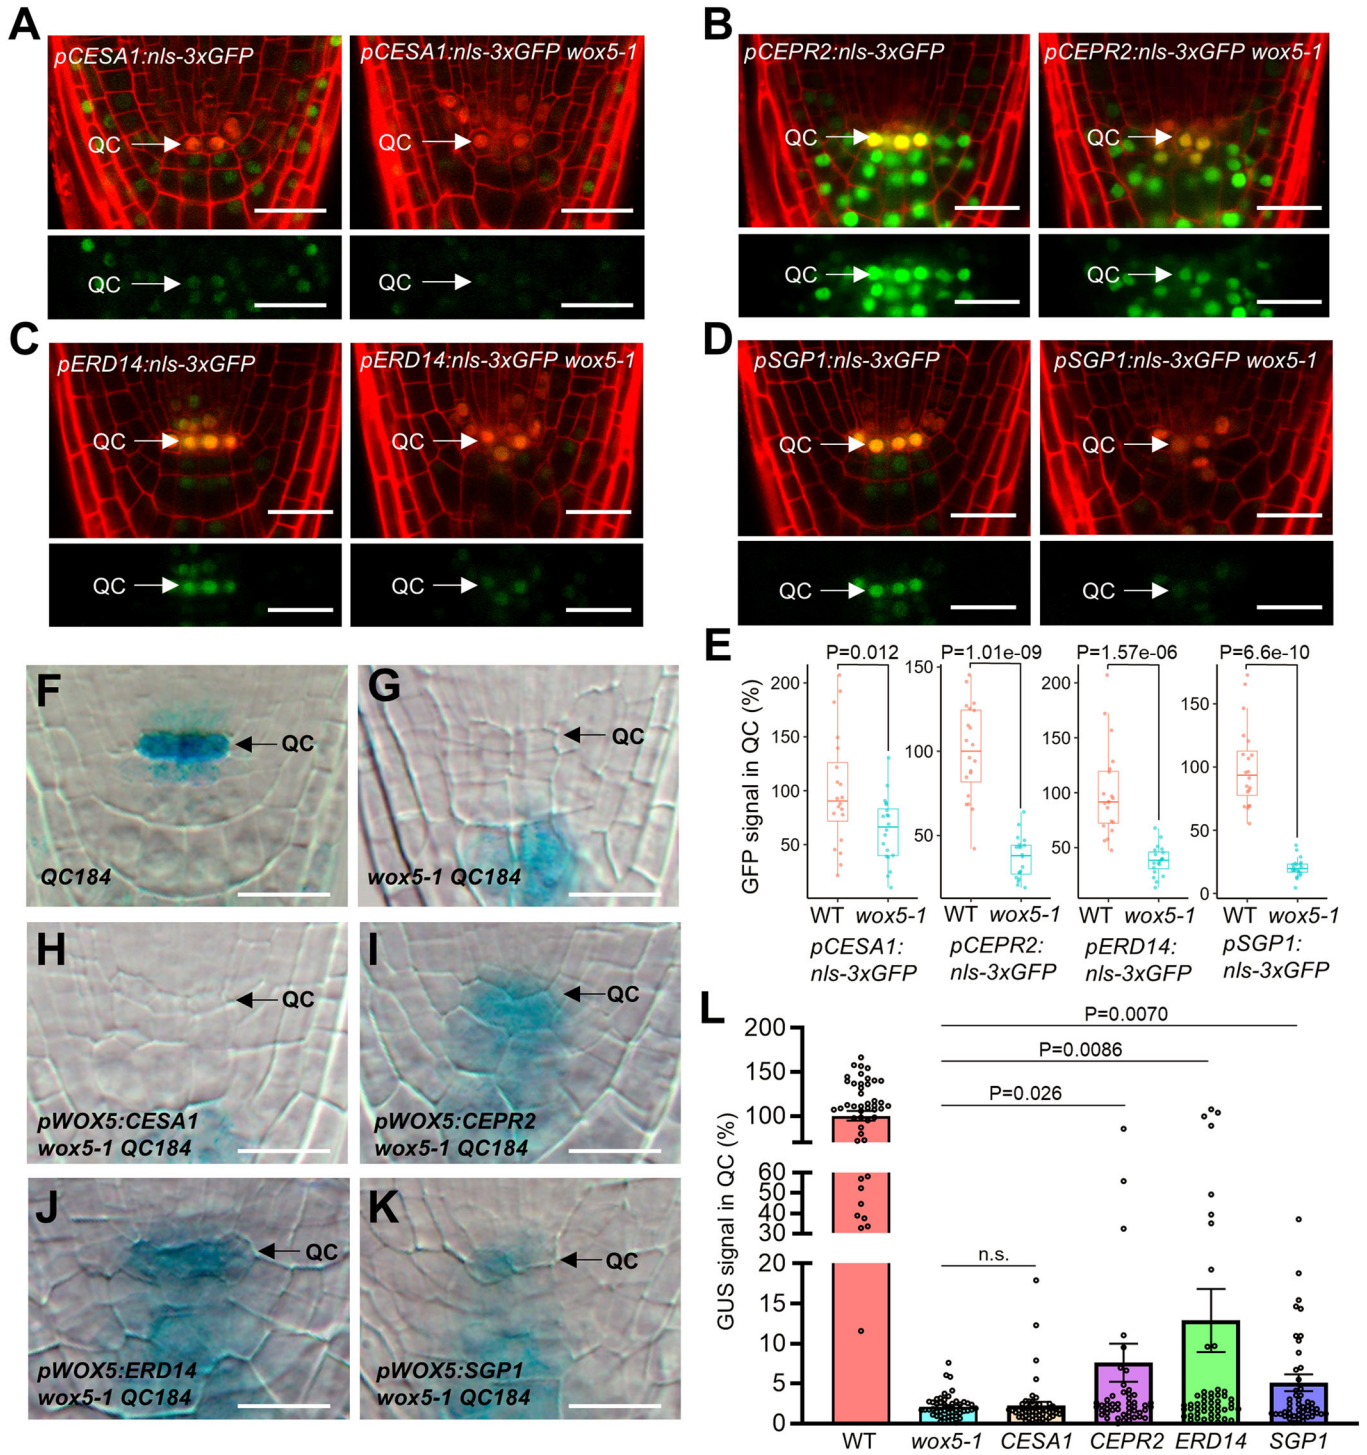 A
pCESA1:nls-3xGFP
pCESA1:nls-3xGFP wox5-1
QC
QC
QC
QC
B
pCEPR2:nls-3xGFP
pCEPR2:nls-3xGFP wox5-1
QC
QC
QC
QC
C
pERD14:nls-3xGFP
pERD14:nls-3xGFP wox5-1
QC
QC
QC
QC
D
pSGP1:nls-3xGFP
pSGP1:nls-3xGFP wox5-1
QC
QC
QC
QC
E
P=0.012
P=1.01e-09
P=1.57e-06
P=6.6e-10
GFP signal in QC (%)
200
150
100
50
150
100
50
200
150
100
50
150
100
50
0
WT wox5-1
WT wox5-1
WT wox5-1
WT wox5-1
pCESA1:
nls-3xGFP
pCEPR2:
nls-3xGFP
pERD14:
nls-3xGFP
pSGP1:
nls-3xGFP
F
QC
QC184
G
QC
wox5-1 QC184
H
QC
pWOX5:CESA1
wox5-1 QC184
I
QC
pWOX5:CEPR2
wox5-1 QC184
J
QC
pWOX5:ERD14
wox5-1 QC184
K
QC
pWOX5:SGP1
wox5-1 QC184
L
P=0.0070
P=0.0086
P=0.026
n.s.
GUS signal in QC (%)
200
150
100
60
50
40
30
20
15
10
5
0
WT wox5-1 CESA1 CEPR2 ERD14 SGP1